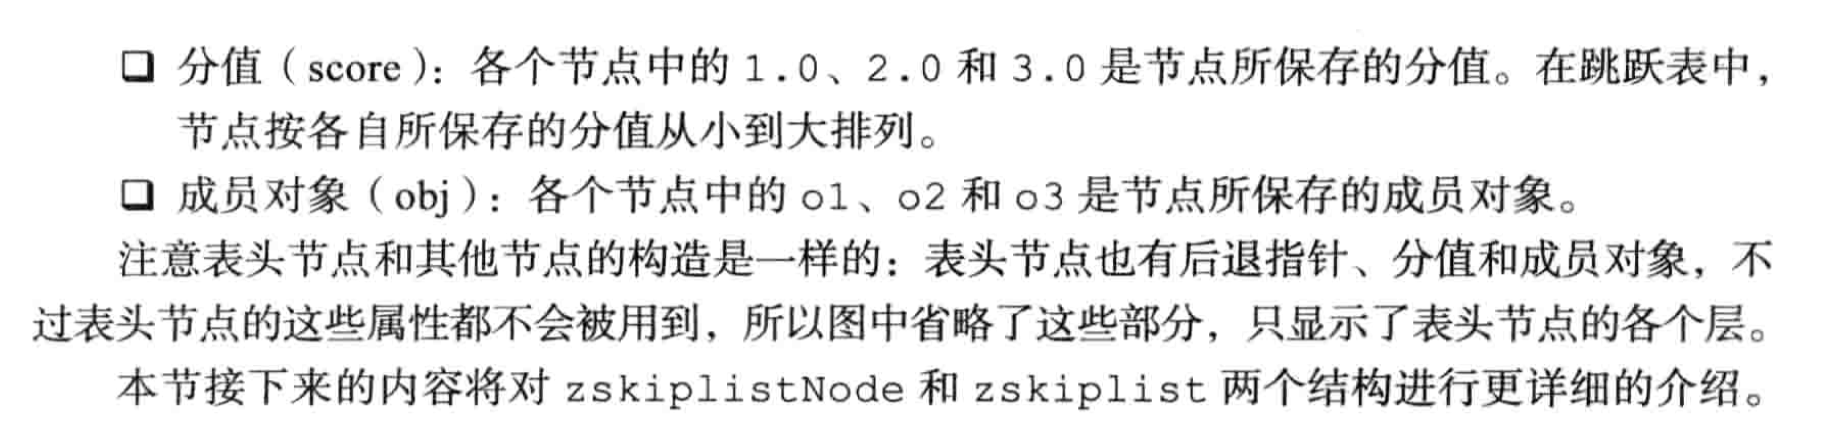 ❑ 分值（score）：各个节点中的 1.0、2.0 和 3.0 是节点所保存的分值。在跳跃表中，
节点按各自所保存的分值从小到大排列。
❑ 成员对象（obj）：各个节点中的 o1、o2 和 o3 是节点所保存的成员对象。
注意表头节点和其他节点的构造是一样的：表头节点也有后退指针、分值和成员对象，不
过表头节点的这些属性都不会被用到，所以图中省略了这些部分，只显示了表头节点的各个层。
本节接下来的内容将对 zskiplistNode 和 zskiplist 两个结构进行更详细的介绍。